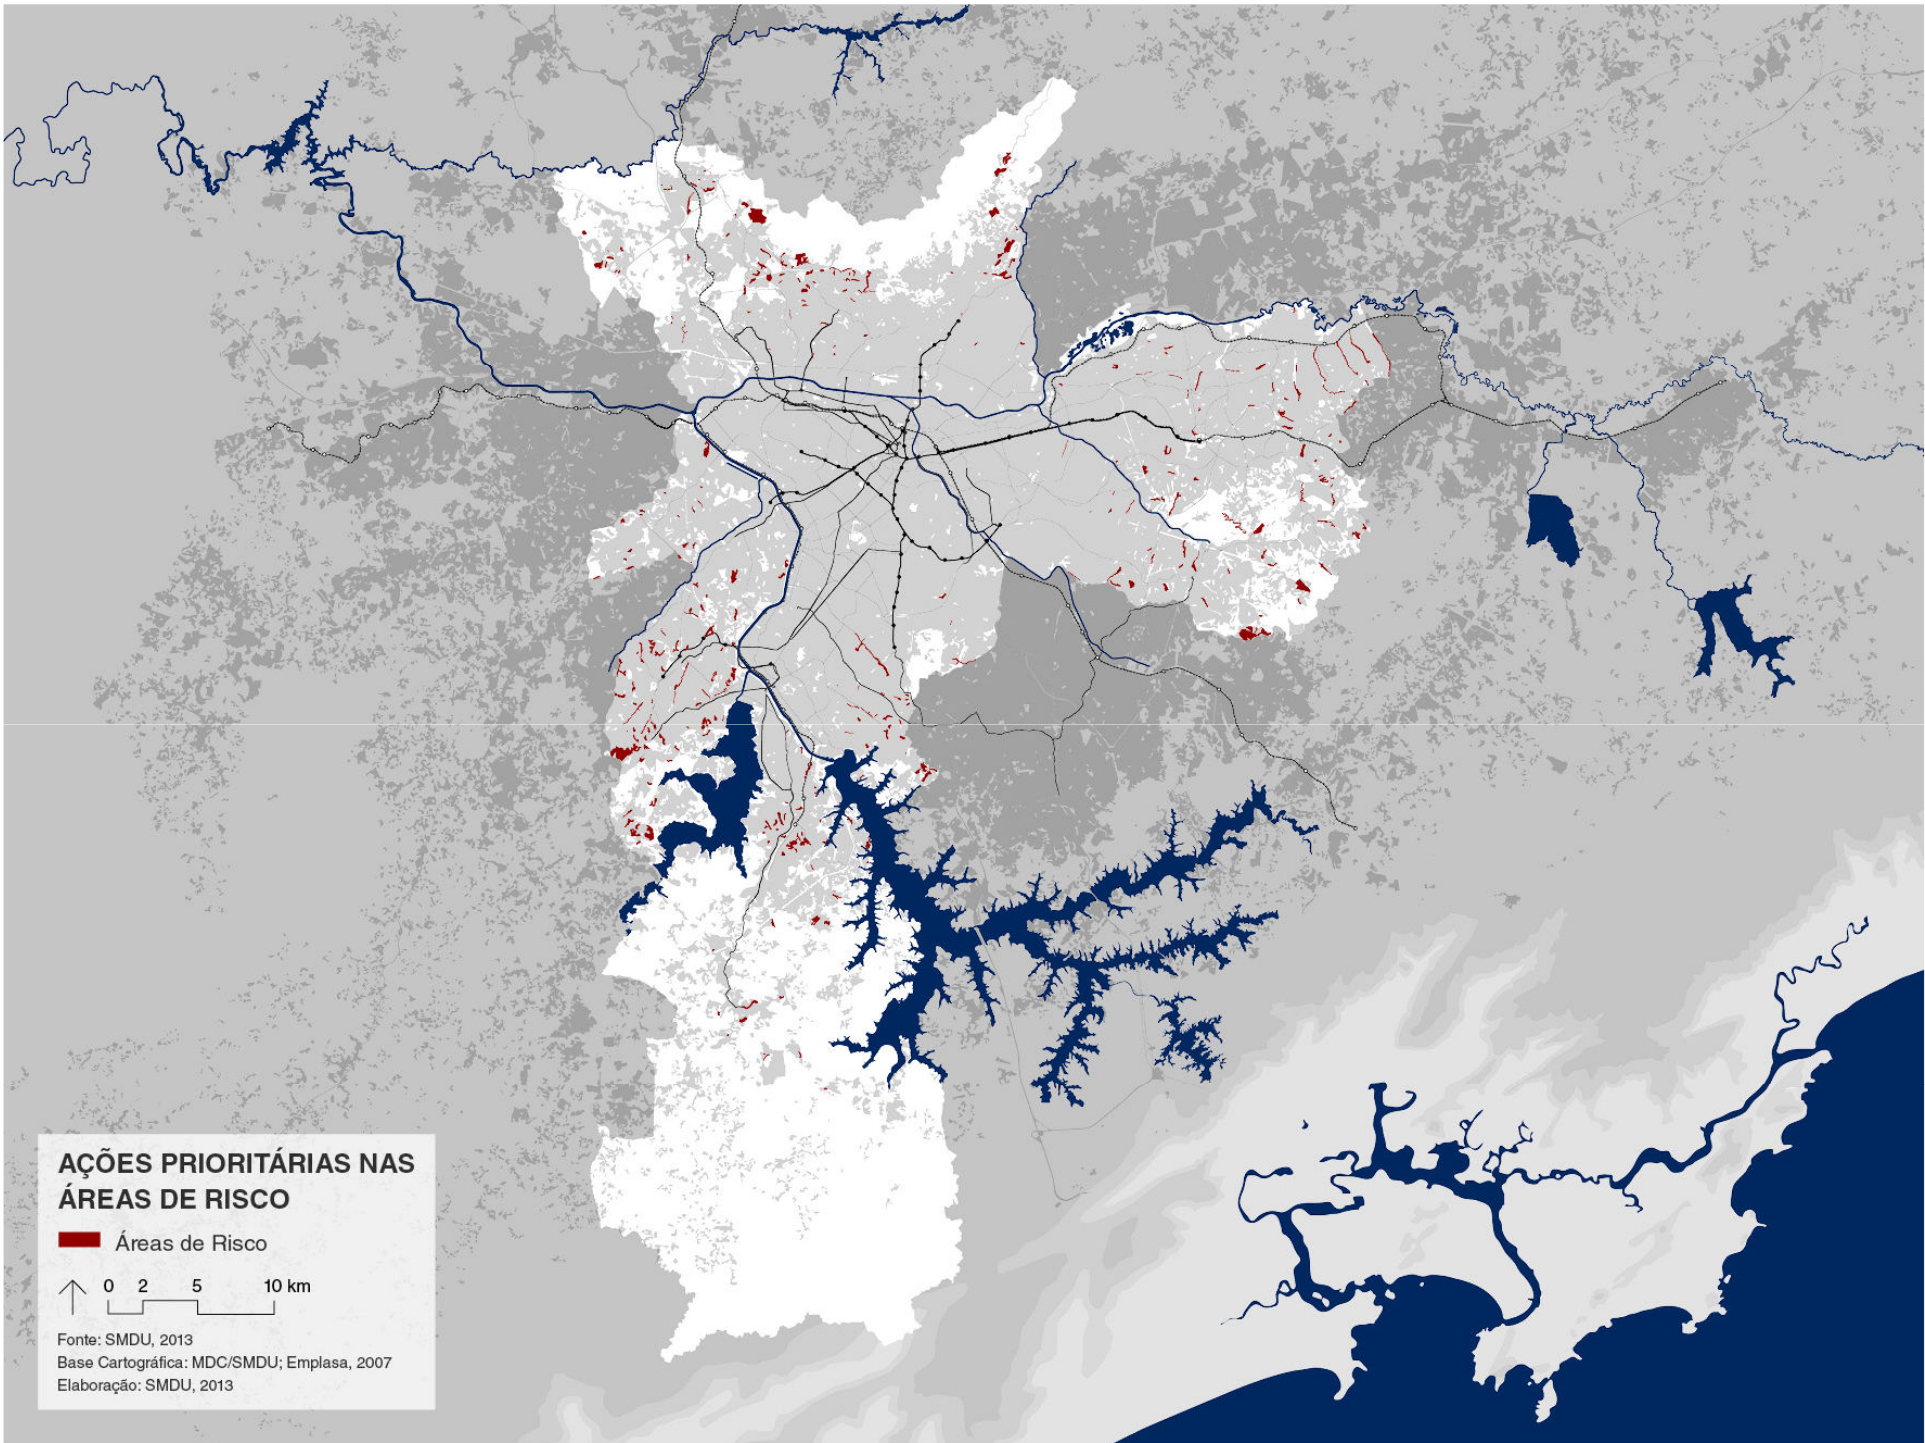 AÇÕES PRIORITÁRIAS NAS
ÁREAS DE RISCO
Áreas de Risco
0 2 5 10 km
Fonte: SMDU, 2013
Base Cartográfica: MDC/SMDU; Emplasa, 2007
Elaboração: SMDU, 2013